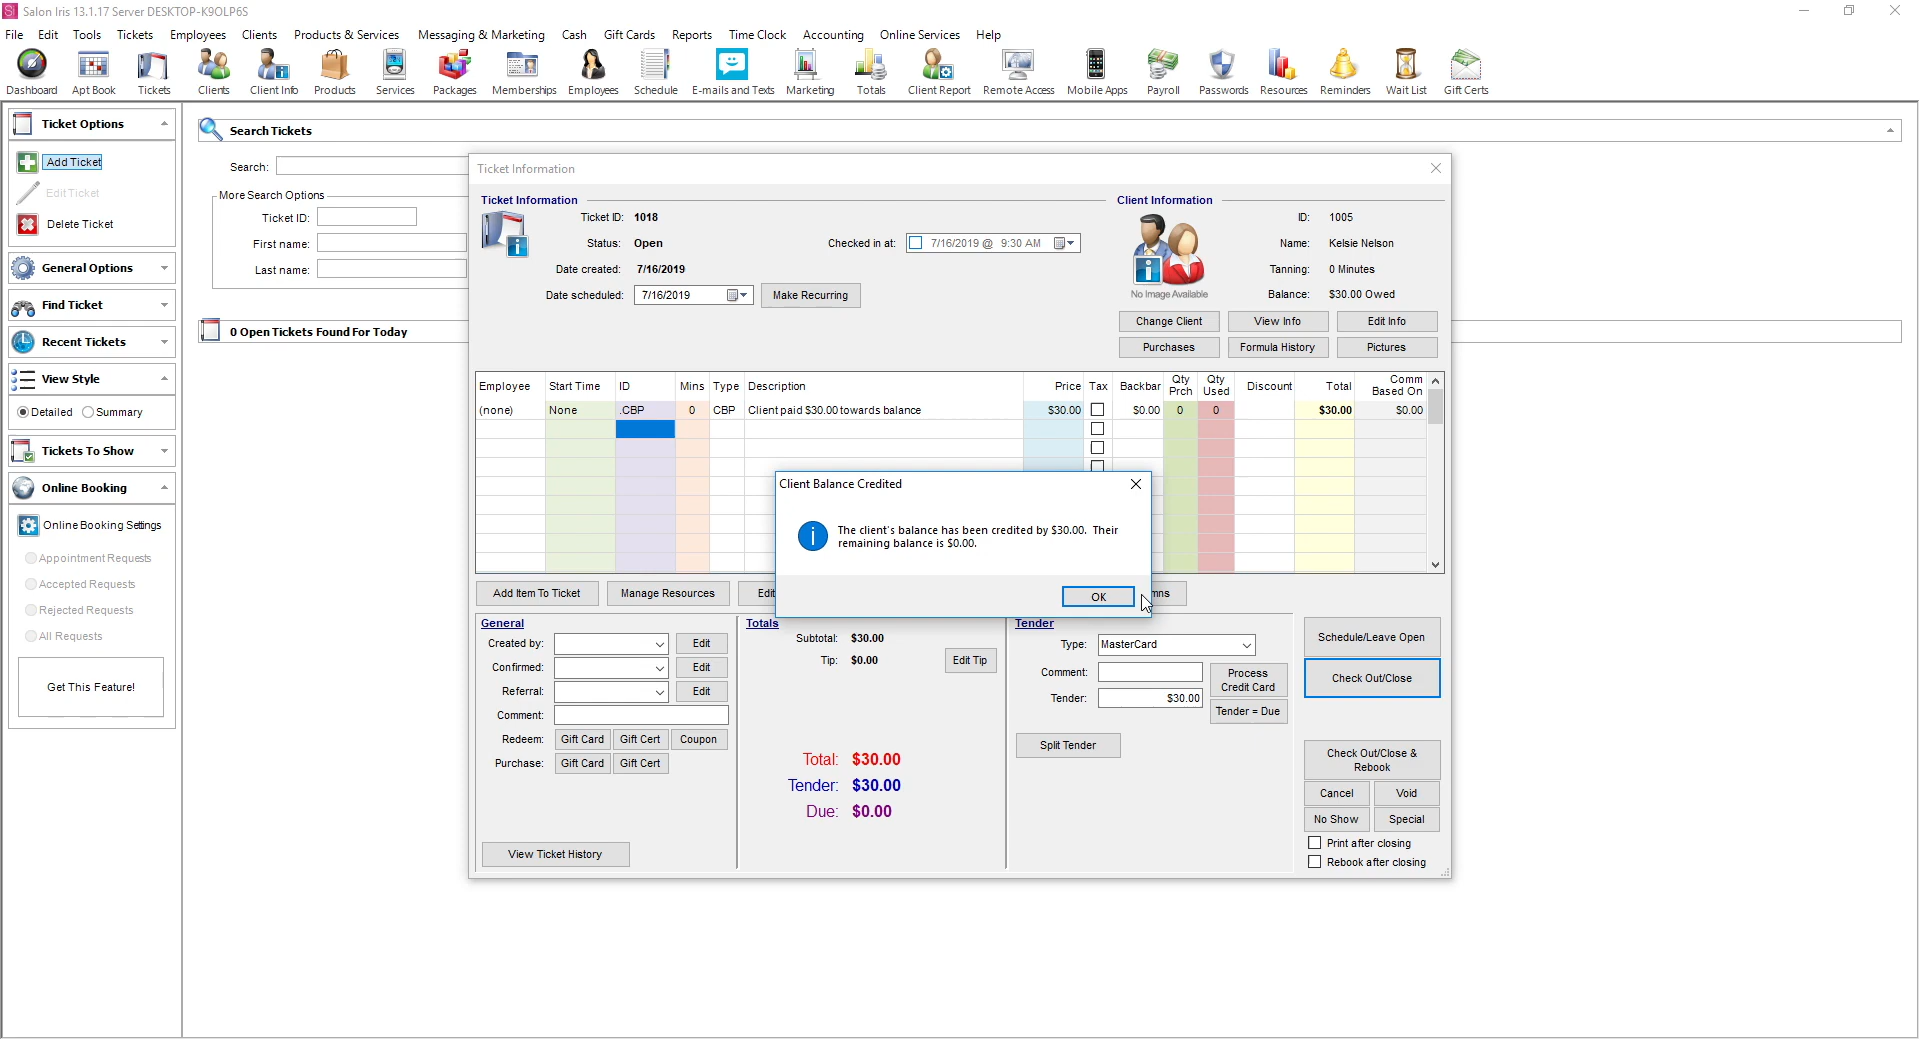 Salon Iris 13.1.17 Server DESKTOP-K9OLP6S
File Edit Tools Tickets Employees Clients Products & Services Messaging & Marketing Cash Gift Cards Reports Time Clock Accounting Online Services Help
Dashboard Apt Book Tickets Clients Client Info Products Services Packages Memberships Employees Schedule E-mails and Texts Marketing Totals Client Report Remote Access Mobile Apps Payroll Passwords Resources Reminders Wait List Gift Certs
Ticket Options
Add Ticket
Edit Ticket
Delete Ticket
General Options
Find Ticket
Recent Tickets
View Style
Detailed Summary
Tickets To Show
Online Booking
Online Booking Settings
Appointment Requests
Accepted Requests
Rejected Requests
All Requests
Get This Feature!
Search Tickets
Search:
More Search Options
Ticket ID:
First name:
Last name:
0 Open Tickets Found For Today
Ticket Information
Ticket Information
Ticket ID: 1018
Status: Open
Checked in at: 7/16/2019 @ 9:30 AM
Date created: 7/16/2019
Date scheduled: 7/16/2019 Make Recurring
Client Information
No Image Available
ID: 1005
Name: Kelsie Nelson
Tanning: 0 Minutes
Balance: $30.00 Owed
Change Client View Info Edit Info
Purchases Formula History Pictures
Employee Start Time ID Mins Type Description Price Tax Backbar Qty Prch Qty Used Discount Total Comm Based On
(none) None .CBP 0 CBP Client paid $30.00 towards balance $30.00 $0.00 0 0 $30.00 $0.00
Client Balance Credited
The client's balance has been credited by $30.00. Their
remaining balance is $0.00.
OK
Add Item To Ticket Manage Resources Edit mns
General
Created by: Edit
Confirmed: Edit
Referral: Edit
Comment:
Redeem: Gift Card Gift Cert Coupon
Purchase: Gift Card Gift Cert
View Ticket History
Totals
Subtotal: $30.00
Tip: $0.00 Edit Tip
Total: $30.00
Tender: $30.00
Due: $0.00
Tender
Type: MasterCard
Comment: Process Credit Card
Tender: $30.00
Tender = Due
Split Tender
Schedule/Leave Open
Check Out/Close
Check Out/Close &
Rebook
Cancel Void
No Show Special
Print after closing
Rebook after closing